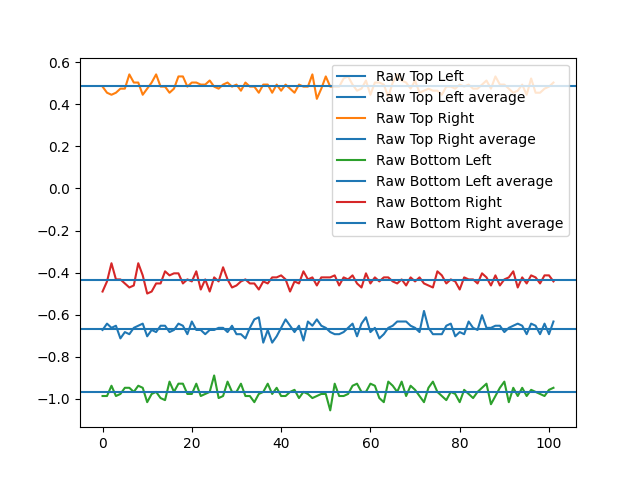 0.6
0.4
0.2
0.0
−0.2
−0.4
−0.6
−0.8
−1.0
0 20 40 60 80 100
Raw Top Left
Raw Top Left average
Raw Top Right
Raw Top Right average
Raw Bottom Left
Raw Bottom Left average
Raw Bottom Right
Raw Bottom Right average